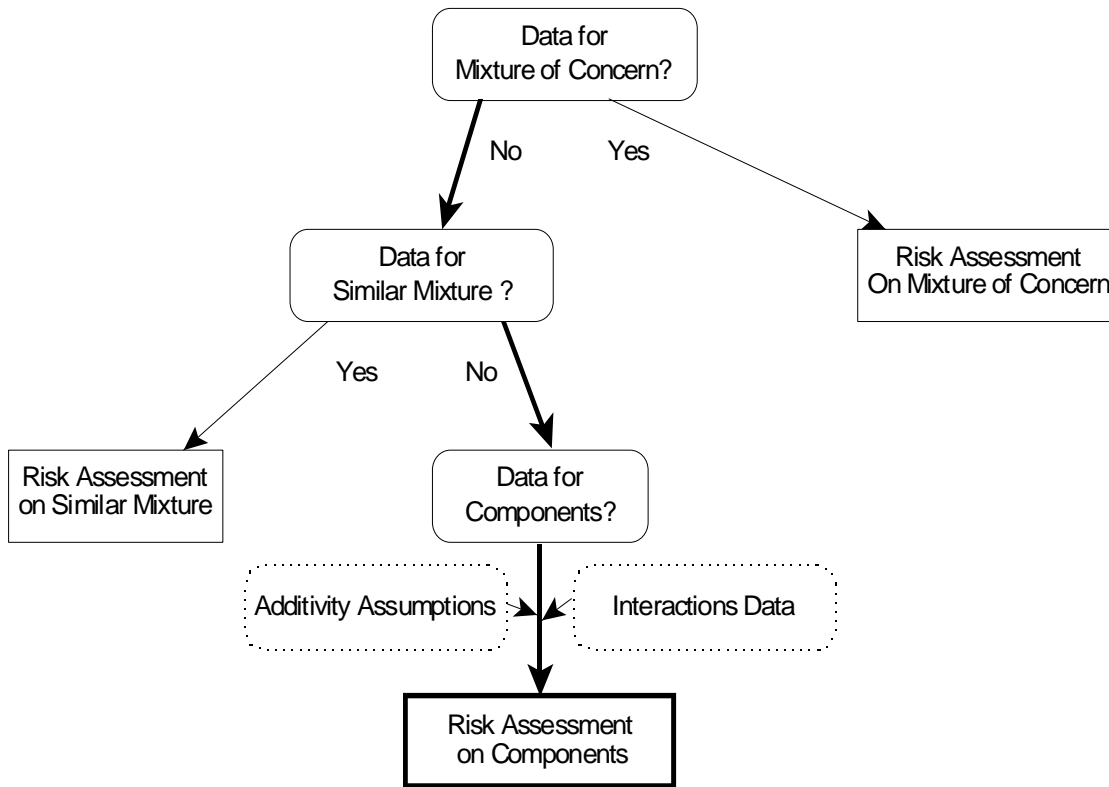 Data for
Mixture of Concern?
No
Yes
Data for
Similar Mixture ?
Risk Assessment
On Mixture of Concern
Yes
No
Risk Assessment
on Similar Mixture
Data for
Components?
Additivity Assumptions
Interactions Data
Risk Assessment
on Components